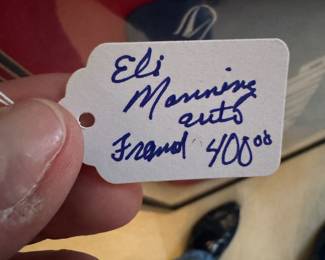 Eli
Manning
auto
Framed 400.00